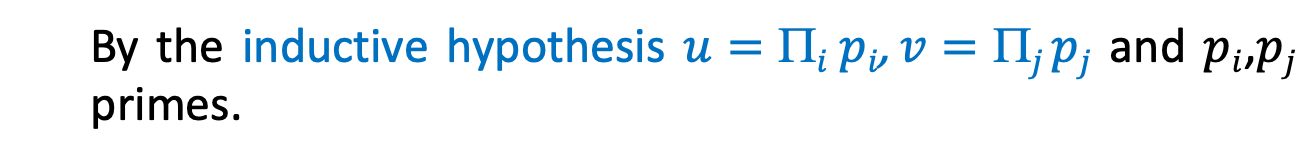 By the inductive hypothesis u = Π_i p_i, v = Π_j p_j and p_i,p_j
primes.